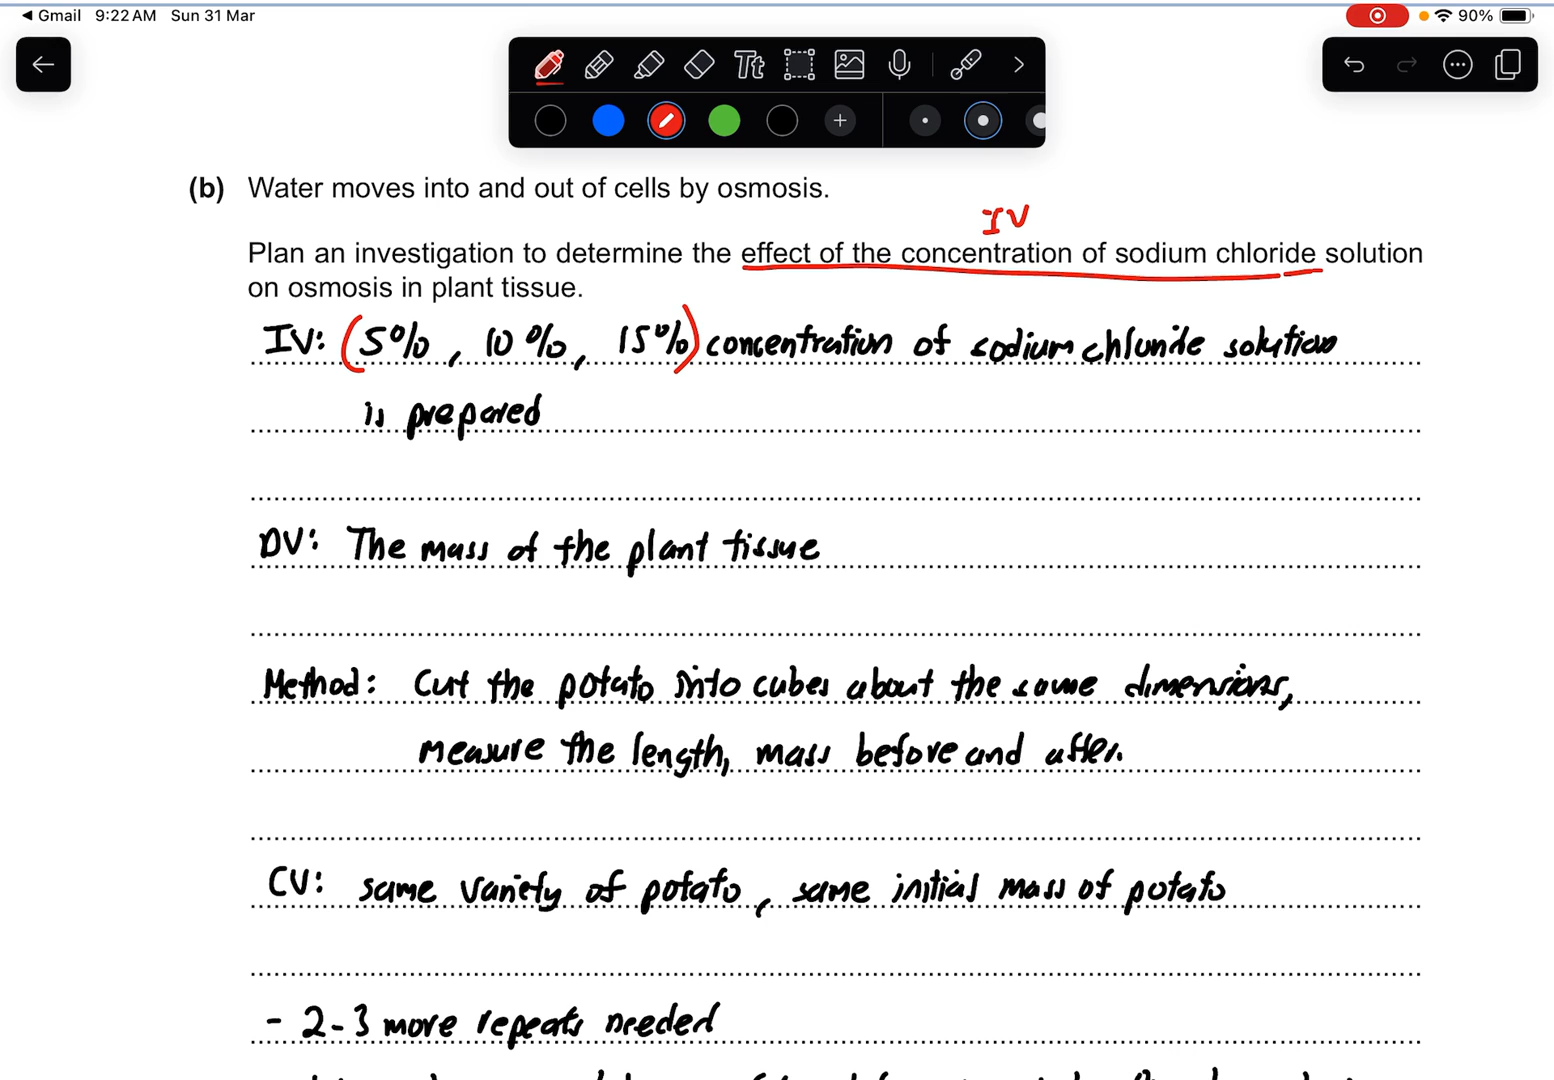 ◀ Gmail 9:22 AM Sun 31 Mar 90%
Tt
(b) Water moves into and out of cells by osmosis.
IV
Plan an investigation to determine the effect of the concentration of sodium chloride solution
on osmosis in plant tissue.
IV: (5%, 10%, 15%) concentration of sodium chloride solution
is prepared
DV: The mass of the plant tissue
Method: Cut the potato into cubes about the same dimensions,
measure the length, mass before and after.
CV: same variety of potato, same initial mass of potato
- 2-3 more repeats needed